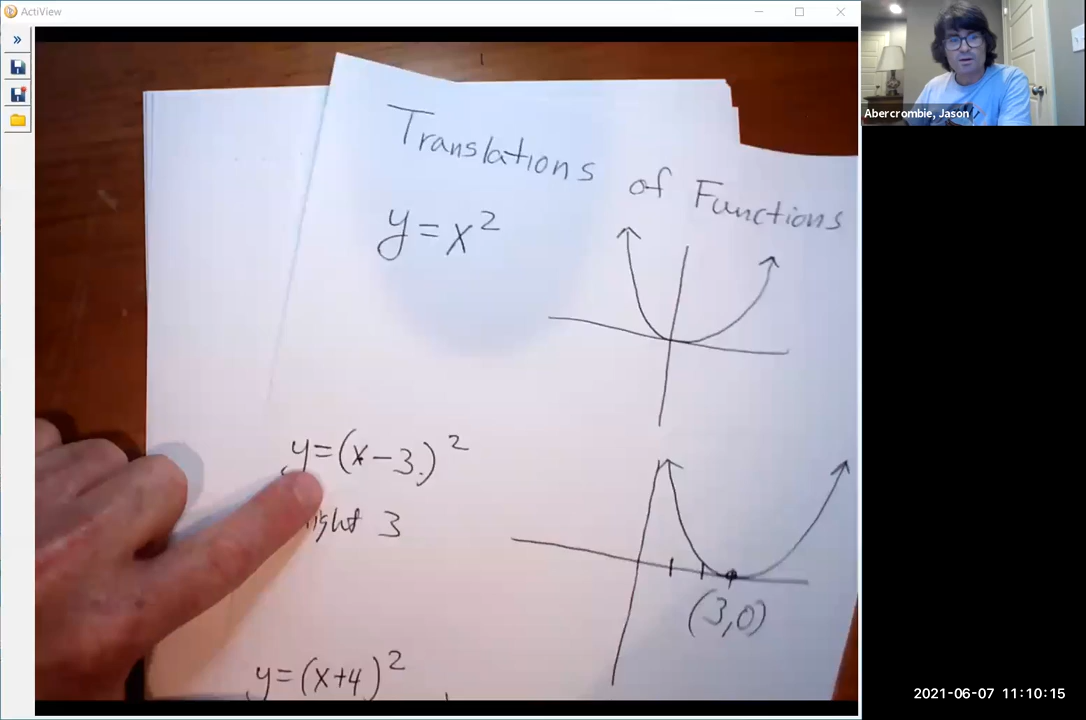 ActiView
Translations of Functions
y=x²
y=(x-3.)²
3
(3,0)
y=(x+4)²
Abercrombie, Jason
2021-06-07 11:10:15